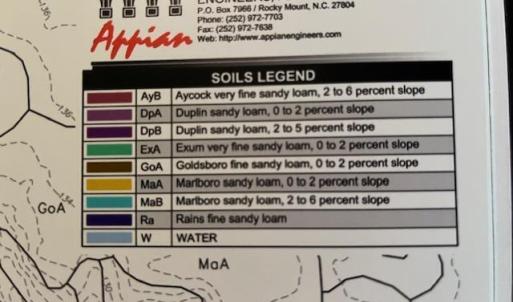 ENGINEERS,
P.O. Box 7966 / Rocky Mount, N.C. 27804
Phone: (252) 972-7703
Fax: (252) 972-7638
Web: http://www.appianengineers.com
Appian
SOILS LEGEND
AyB Aycock very fine sandy loam, 2 to 6 percent slope
DpA Duplin sandy loam, 0 to 2 percent slope
DpB Duplin sandy loam, 2 to 5 percent slope
ExA Exum very fine sandy loam, 0 to 2 percent slope
GoA Goldsboro fine sandy loam, 0 to 2 percent slope
MaA Marlboro sandy loam, 0 to 2 percent slope
MaB Marlboro sandy loam, 2 to 6 percent slope
Ra Rains fine sandy loam
W WATER
136
134
GoA
MaA